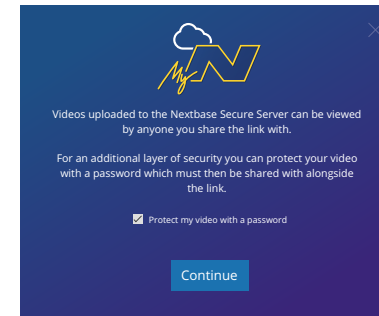 My N
Videos uploaded to the Nextbase Secure Server can be viewed
by anyone you share the link with.
For an additional layer of security you can protect your video
with a password which must then be shared with alongside
the link.
Protect my video with a password
Continue